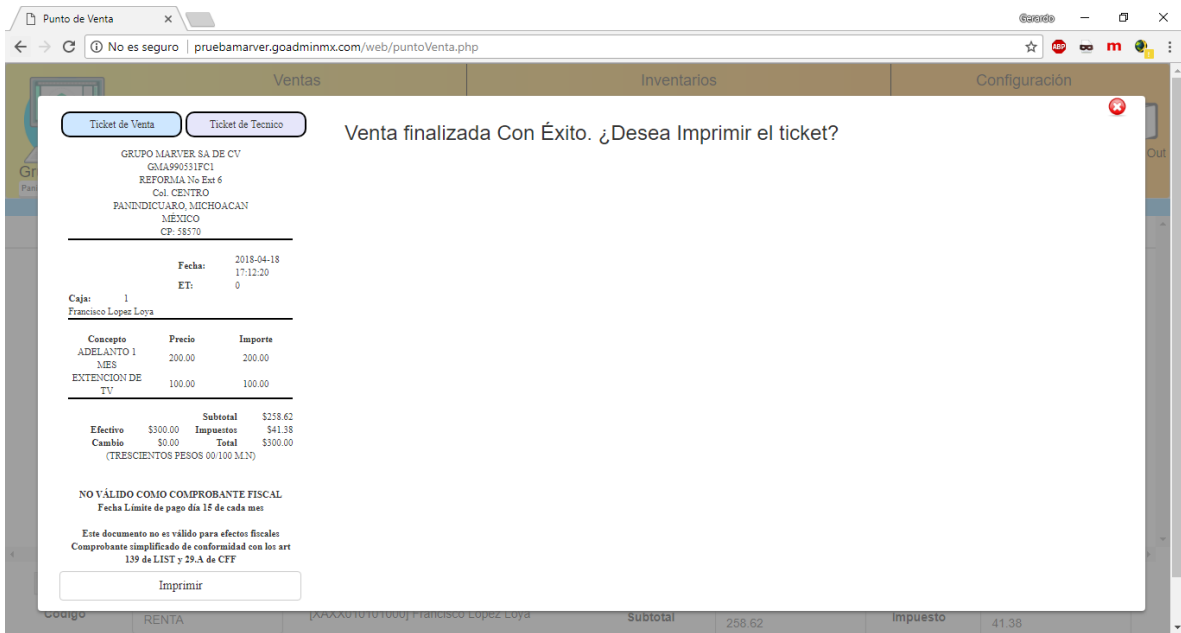 Punto de Venta
Gerardo
No es seguro | pruebamarver.goadminmx.com/web/puntoVenta.php
ABP
m
Ventas Inventarios Configuración
Out
Ticket de Venta Ticket de Tecnico
Venta finalizada Con Éxito. ¿Desea Imprimir el ticket?
GRUPO MARVER SA DE CV
GMA990531FC1
REFORMA No Ext 6
Col. CENTRO
PANINDICUARO, MICHOACAN
MÉXICO
CP: 58570
Fecha: 2018-04-18
17:12:20
ET: 0
Caja: 1
Francisco Lopez Loya
Concepto Precio Importe
ADELANTO 1
MES 200.00 200.00
EXTENCION DE
TV 100.00 100.00
Subtotal $258.62
Efectivo $300.00 Impuestos $41.38
Cambio $0.00 Total $300.00
(TRESCIENTOS PESOS 00/100 M.N)
NO VÁLIDO COMO COMPROBANTE FISCAL
Fecha Límite de pago día 15 de cada mes
Este documento no es válido para efectos fiscales
Comprobante simplificado de conformidad con los art
139 de LIST y 29.A de CFF
Imprimir
Codigo RENTA [XAXX010101000] Francisco Lopez Loya Subtotal 258.62 Impuesto 41.38